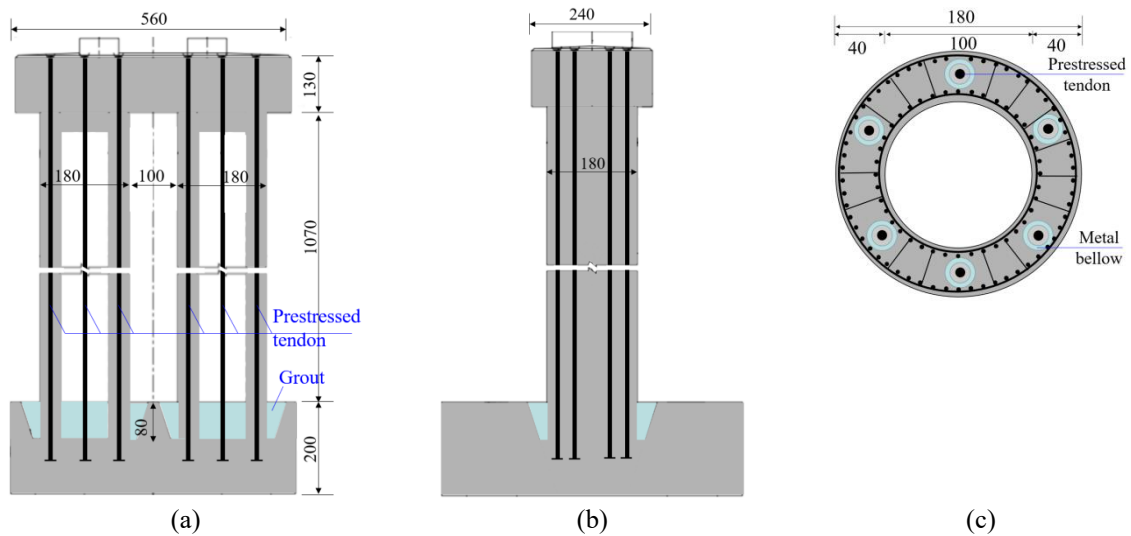 560
130
180
100
180
1070
Prestressed
tendon
Grout
80
200
(a)
240
180
(b)
180
40
100
40
Prestressed
tendon
Metal
bellow
(c)